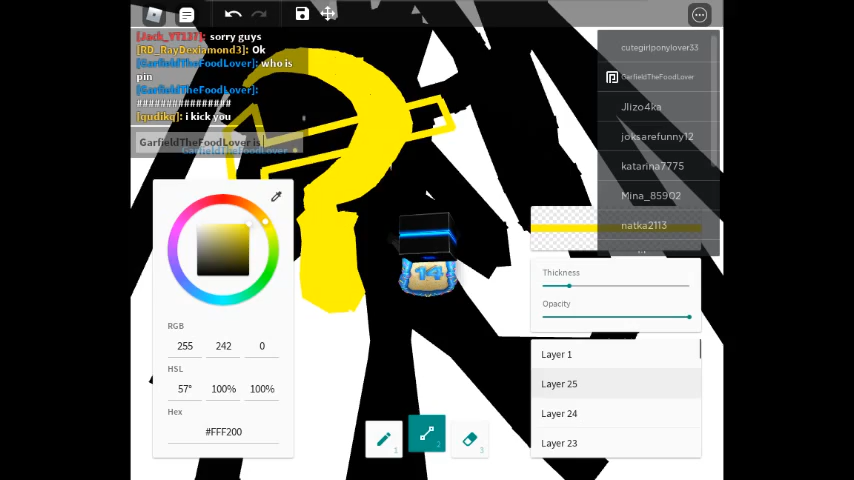 [Jack_VT137]: sorry guys
[RD_RayDexiamond3]: Ok
[GarfieldTheFoodLover]: who is
pin
[GarfieldTheFoodLover]:
################
[qudikq]: i kick you
GarfieldTheFoodLover is
GarfieldTheFoodLover
cutegirlponylover33
GarfieldTheFoodLover
Jlizo4ka
joksarefunny12
katarina7775
Mina_85902
natka2113
14
RGB
255 242 0
HSL
57° 100% 100%
Hex
#FFF200
1
2
3
Thickness
Opacity
Layer 1
Layer 25
Layer 24
Layer 23